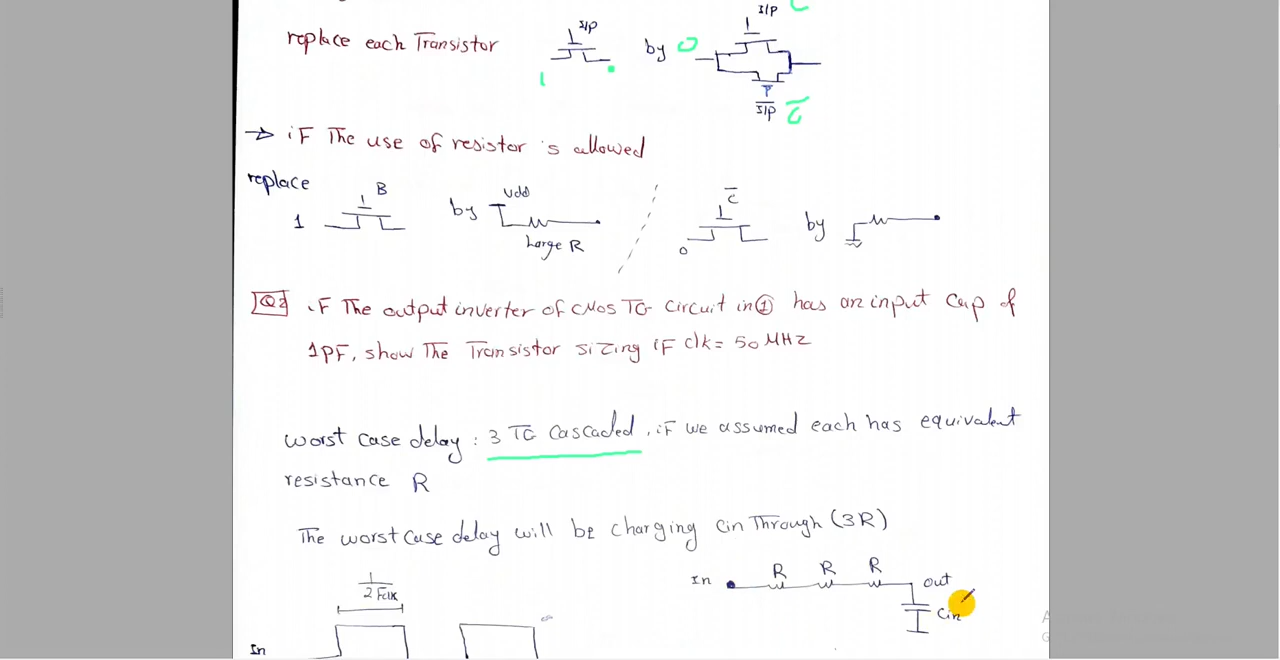 I/P C
replace each Transistor I/P by 0
1
I/P C
→ iF The use of resistor is allowed
replace B Vdd C
1 by by
Large R 0
Q2 iF The output inverter of CMOS TG circuit in ① has an input Cap of
1PF, show The Transistor sizing iF clk = 50 MHZ
worst case delay : 3 TG Cascaded, iF we assumed each has equivalent
resistance R
The worst case delay will be charging Cin Through (3R)
1 / 2 Fclk
In R R R out
Cin
In